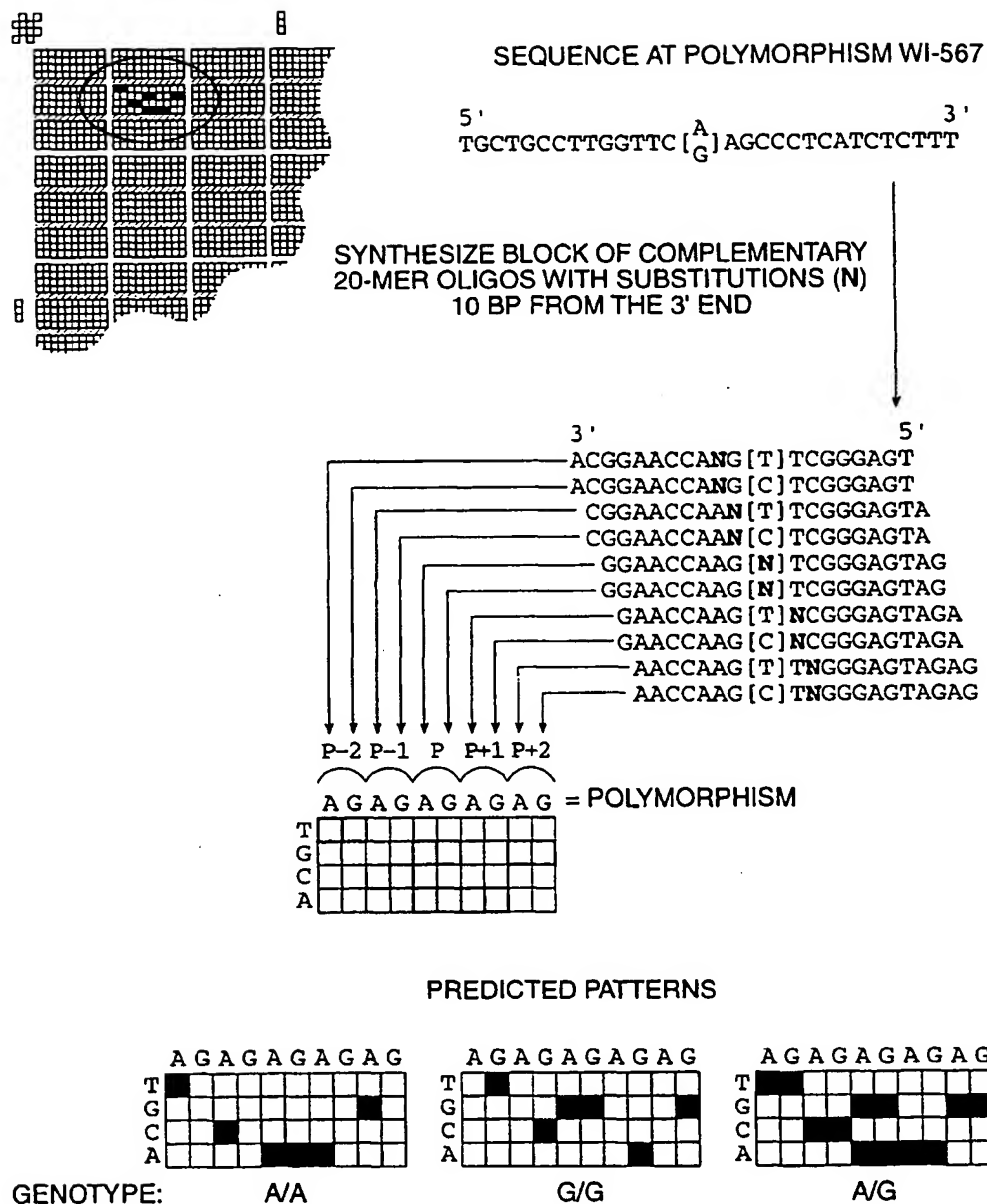 SEQUENCE AT POLYMORPHISM WI-567
5' 3'
TGCTGCCTTGGTTC[A/G]AGCCCTCATCTCTTT
SYNTHESIZE BLOCK OF COMPLEMENTARY
20-MER OLIGOS WITH SUBSTITUTIONS (N)
10 BP FROM THE 3' END
3' 5'
ACGGAACCANG[T]TCGGGAGT
ACGGAACCANG[C]TCGGGAGT
CGGAACCAAN[T]TCGGGAGTA
CGGAACCAAN[C]TCGGGAGTA
GGAACCAAG[N]TCGGGAGTAG
GGAACCAAG[N]TCGGGAGTAG
GAACCAAG[T]NCGGGAGTAGA
GAACCAAG[C]NCGGGAGTAGA
AACCAAG[T]TNGGGAGTAGAG
AACCAAG[C]TNGGGAGTAGAG
P-2 P-1 P P+1 P+2
A G A G A G A G A G = POLYMORPHISM
T
G
C
A
PREDICTED PATTERNS
A G A G A G A G A G
T
G
C
A
A G A G A G A G A G
T
G
C
A
A G A G A G A G A G
T
G
C
A
GENOTYPE: A/A G/G A/G